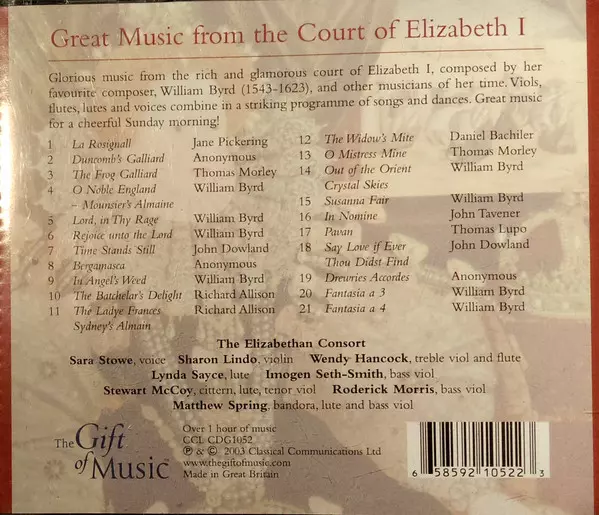 Great Music from the Court of Elizabeth I
Glorious music from the rich and glamorous court of Elizabeth I, composed by her
favourite composer, William Byrd (1543-1623), and other musicians of her time. Viols,
flutes, lutes and voices combine in a striking programme of songs and dances. Great music
for a cheerful Sunday morning!
1 La Rosignall Jane Pickering
2 Duncomb's Galliard Anonymous
3 The Frog Galliard Thomas Morley
4 O Noble England William Byrd
– Mounsier's Almaine
5 Lord, in Thy Rage William Byrd
6 Rejoice unto the Lord William Byrd
7 Time Stands Still John Dowland
8 Bergamasca Anonymous
9 In Angel's Weed William Byrd
10 The Batchelar's Delight Richard Allison
11 The Ladye Frances Richard Allison
Sydney's Almain
12 The Widow's Mite Daniel Bachiler
13 O Mistress Mine Thomas Morley
14 Out of the Orient William Byrd
Crystal Skies
15 Susanna Fair William Byrd
16 In Nomine John Tavener
17 Pavan Thomas Lupo
18 Say Love if Ever John Dowland
Thou Didst Find
19 Drewries Accordes Anonymous
20 Fantasia a 3 William Byrd
21 Fantasia a 4 William Byrd
The Elizabethan Consort
Sara Stowe, voice Sharon Lindo, violin Wendy Hancock, treble viol and flute
Lynda Sayce, lute Imogen Seth-Smith, bass viol
Stewart McCoy, cittern, lute, tenor viol Roderick Morris, bass viol
Matthew Spring, bandora, lute and bass viol
The Gift of Music™
Over 1 hour of music
CCL CDG1052
℗ & © 2003 Classical Communications Ltd
www.thegiftofmusic.com
Made in Great Britain
6 58592 10522 3